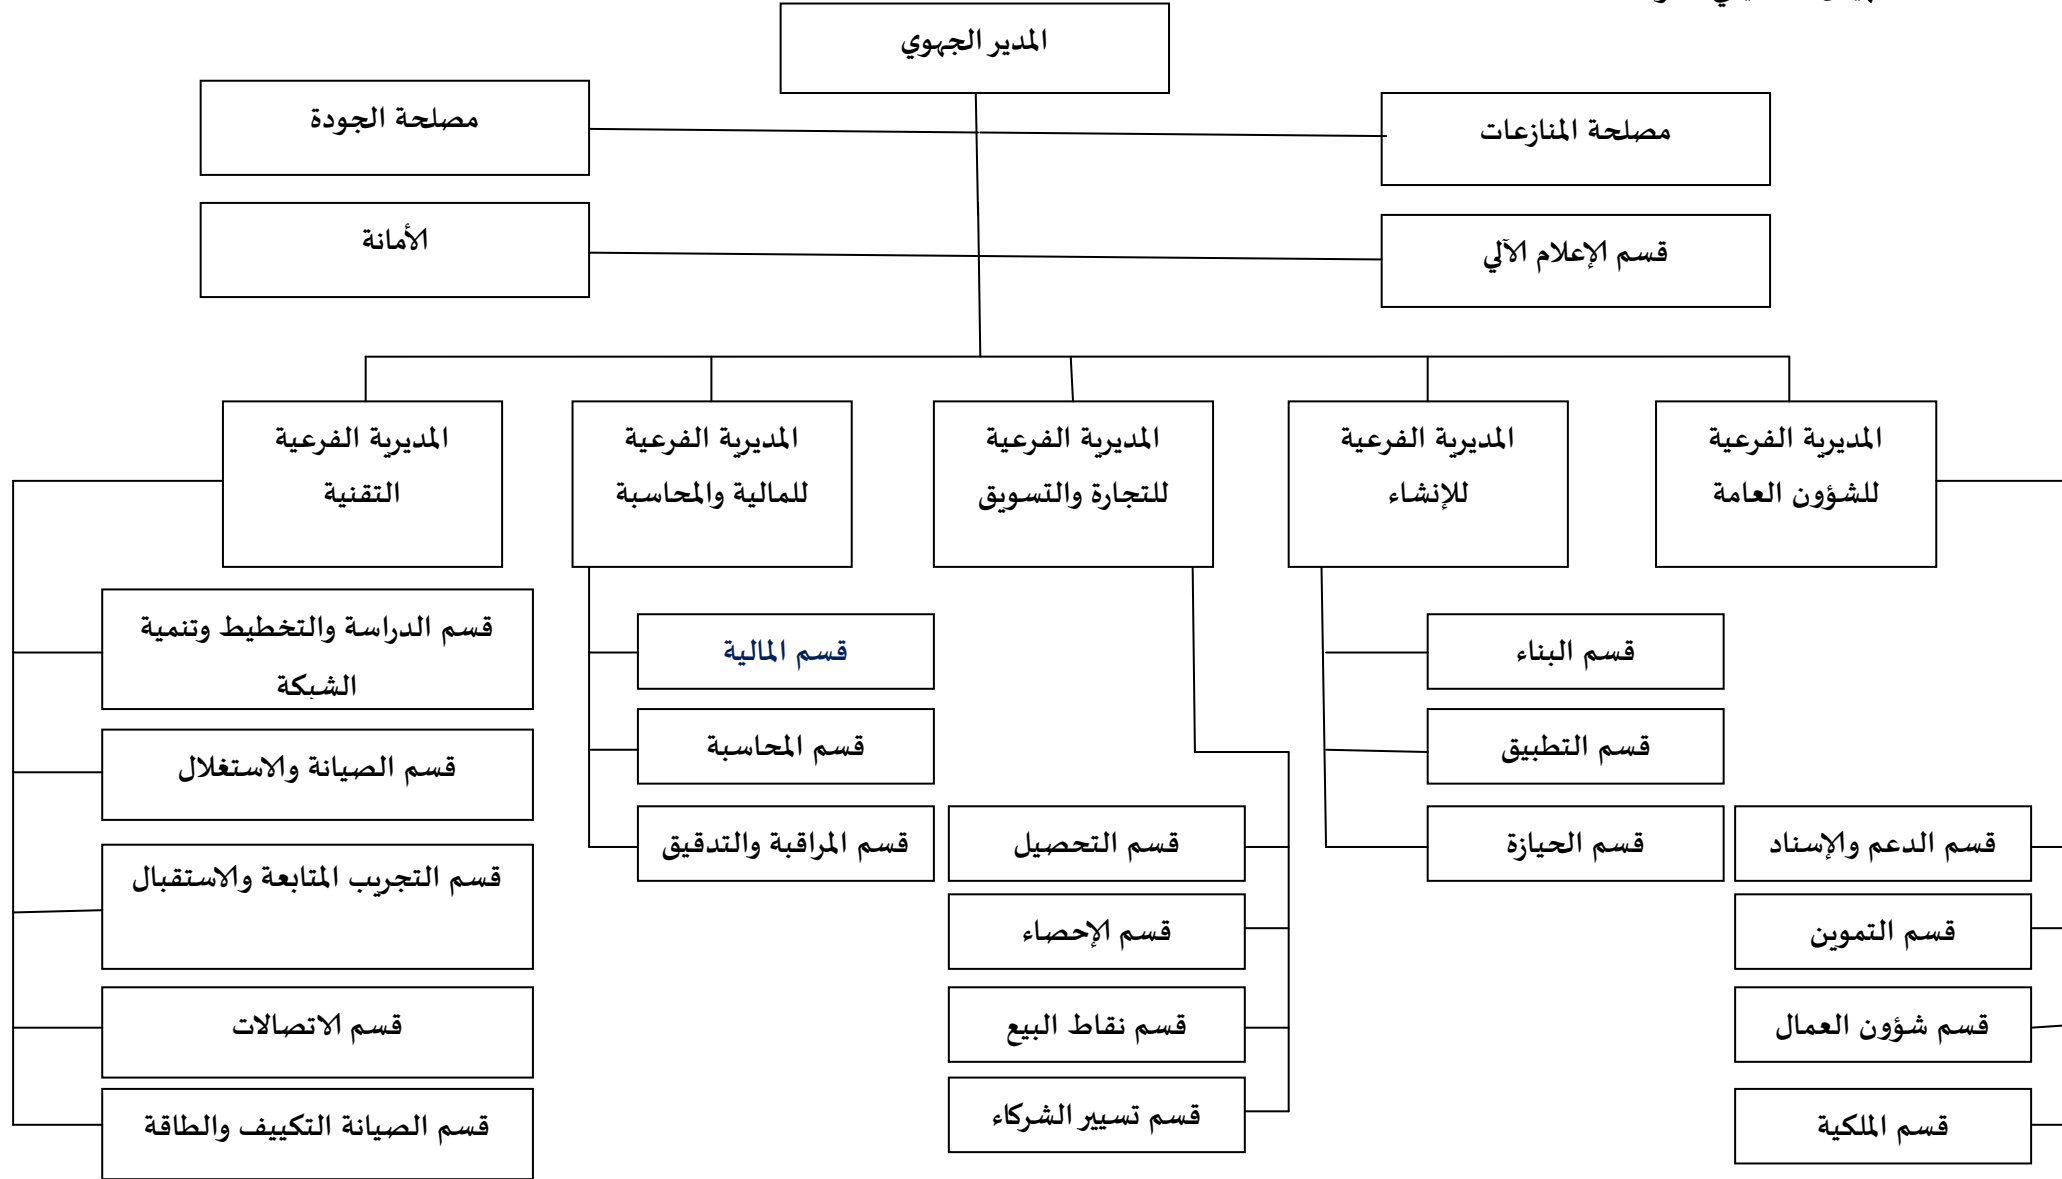 المدير الجهوي
مصلحة المنازعات
مصلحة الجودة
قسم الإعلام الآلي
الأمانة
المديرية الفرعية
للشؤون العامة
المديرية الفرعية
للإنشاء
المديرية الفرعية
للتجارة والتسويق
المديرية الفرعية
للمالية والمحاسبة
المديرية الفرعية
التقنية
قسم الدعم والإسناد
قسم التموين
قسم شؤون العمال
قسم الملكية
قسم البناء
قسم التطبيق
قسم الحيازة
قسم التحصيل
قسم الإحصاء
قسم نقاط البيع
قسم تسيير الشركاء
قسم المالية
قسم المحاسبة
قسم المراقبة والتدقيق
قسم الدراسة والتخطيط وتنمية
الشبكة
قسم الصيانة والاستغلال
قسم التجريب المتابعة والاستقبال
قسم الاتصالات
قسم الصيانة التكييف والطاقة